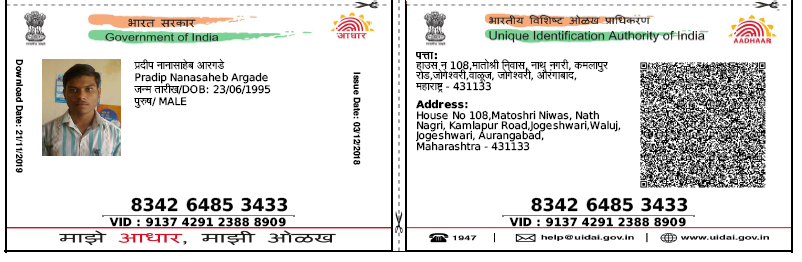 भारत सरकार
Government of India
आधार
Download Date: 21/11/2019
प्रदीप नानासाहेब आरगडे
Pradip Nanasaheb Argade
जन्म तारीख/DOB: 23/06/1995
पुरुष/ MALE
Issue Date: 03/12/2018
8342 6485 3433
VID : 9137 4291 2388 8909
माझे आधार, माझी ओळख
भारतीय विशिष्ट ओळख प्राधिकरण
Unique Identification Authority of India
AADHAAR
पत्ता:
हाउस न 108,मातोश्री निवास, नाथ नगरी, कमलापुर
रोड,जोगेश्वरी,वाळूज, जोगेश्वरी, औरंगाबाद,
महाराष्ट्र - 431133
Address:
House No 108,Matoshri Niwas, Nath
Nagri, Kamlapur Road,Jogeshwari,Waluj,
Jogeshwari, Aurangabad,
Maharashtra - 431133
8342 6485 3433
VID : 9137 4291 2388 8909
1947 | help@uidai.gov.in | www.uidai.gov.in